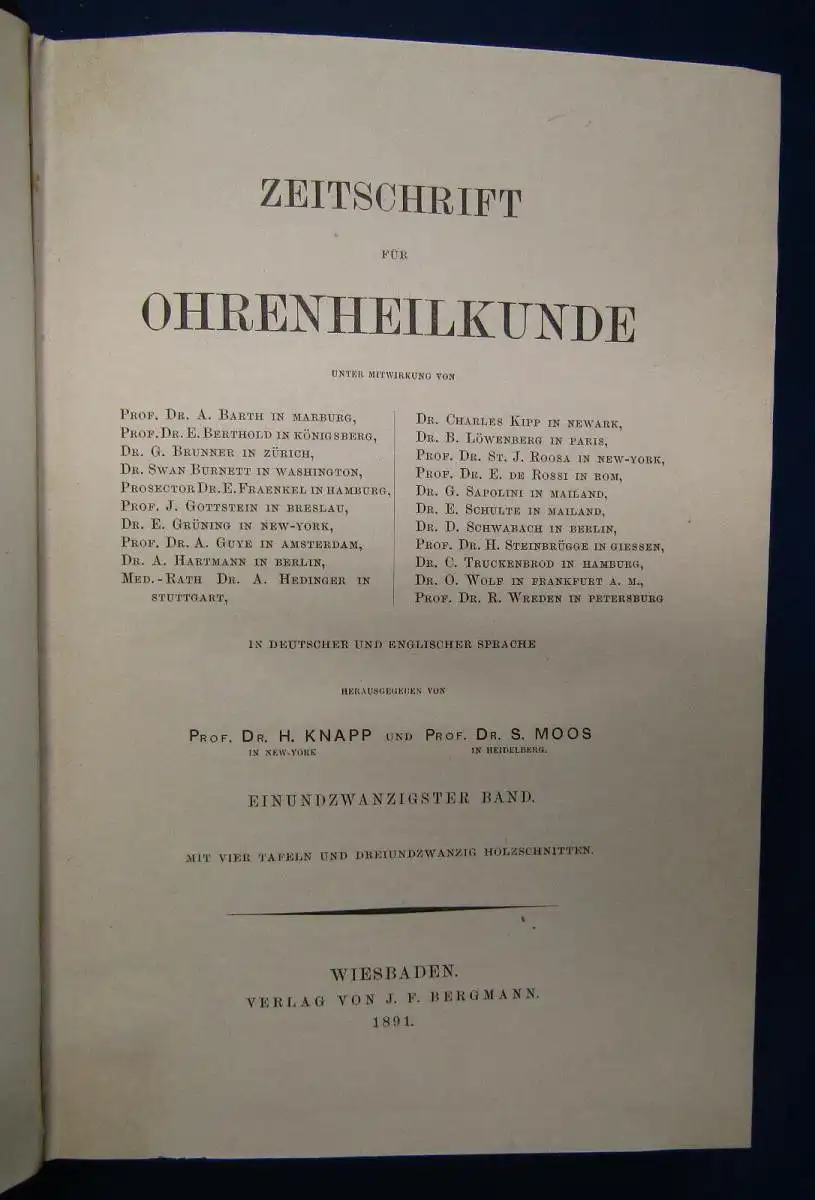 ZEITSCHRIFT
FÜR
OHRENHEILKUNDE
UNTER MITWIRKUNG VON
PROF. DR. A. BARTH IN MARBURG,
PROF. DR. E. BERTHOLD IN KÖNIGSBERG,
DR. G. BRUNNER IN ZÜRICH,
DR. SWAN BURNETT IN WASHINGTON,
PROSECTOR DR. E. FRAENKEL IN HAMBURG,
PROF. J. GOTTSTEIN IN BRESLAU,
DR. E. GRÜNING IN NEW-YORK,
PROF. DR. A. GUYE IN AMSTERDAM,
DR. A. HARTMANN IN BERLIN,
MED.-RATH DR. A. HEDINGER IN
STUTTGART,
DR. CHARLES KIPP IN NEWARK,
DR. B. LÖWENBERG IN PARIS,
PROF. DR. ST. J. ROOSA IN NEW-YORK,
PROF. DR. E. DE ROSSI IN ROM,
DR. G. SAPOLINI IN MAILAND,
DR. E. SCHULTE IN MAILAND,
DR. D. SCHWABACH IN BERLIN,
PROF. DR. H. STEINBRÜGGE IN GIESSEN,
DR. C. TRUCKENBROD IN HAMBURG,
DR. O. WOLF IN FRANKFURT A. M.,
PROF. DR. R. WREDEN IN PETERSBURG
IN DEUTSCHER UND ENGLISCHER SPRACHE
HERAUSGEGEBEN VON
PROF. DR. H. KNAPP UND PROF. DR. S. MOOS
IN NEW-YORK IN HEIDELBERG.
EINUNDZWANZIGSTER BAND.
MIT VIER TAFELN UND DREIUNDZWANZIG HOLZSCHNITTEN.
WIESBADEN.
VERLAG VON J. F. BERGMANN.
1891.